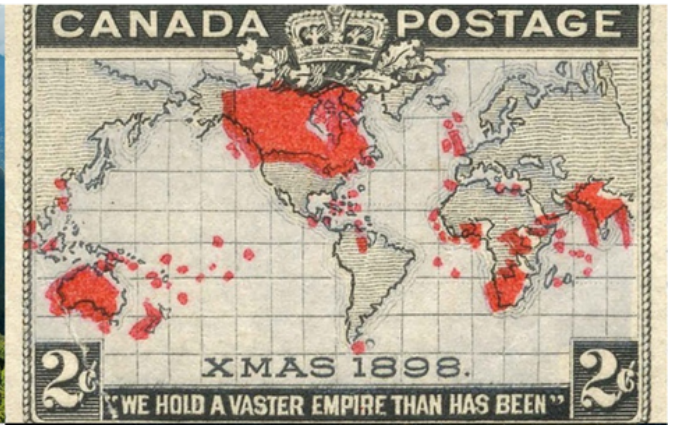 CANADA POSTAGE
XMAS 1898.
2¢ 2¢
"WE HOLD A VASTER EMPIRE THAN HAS BEEN"